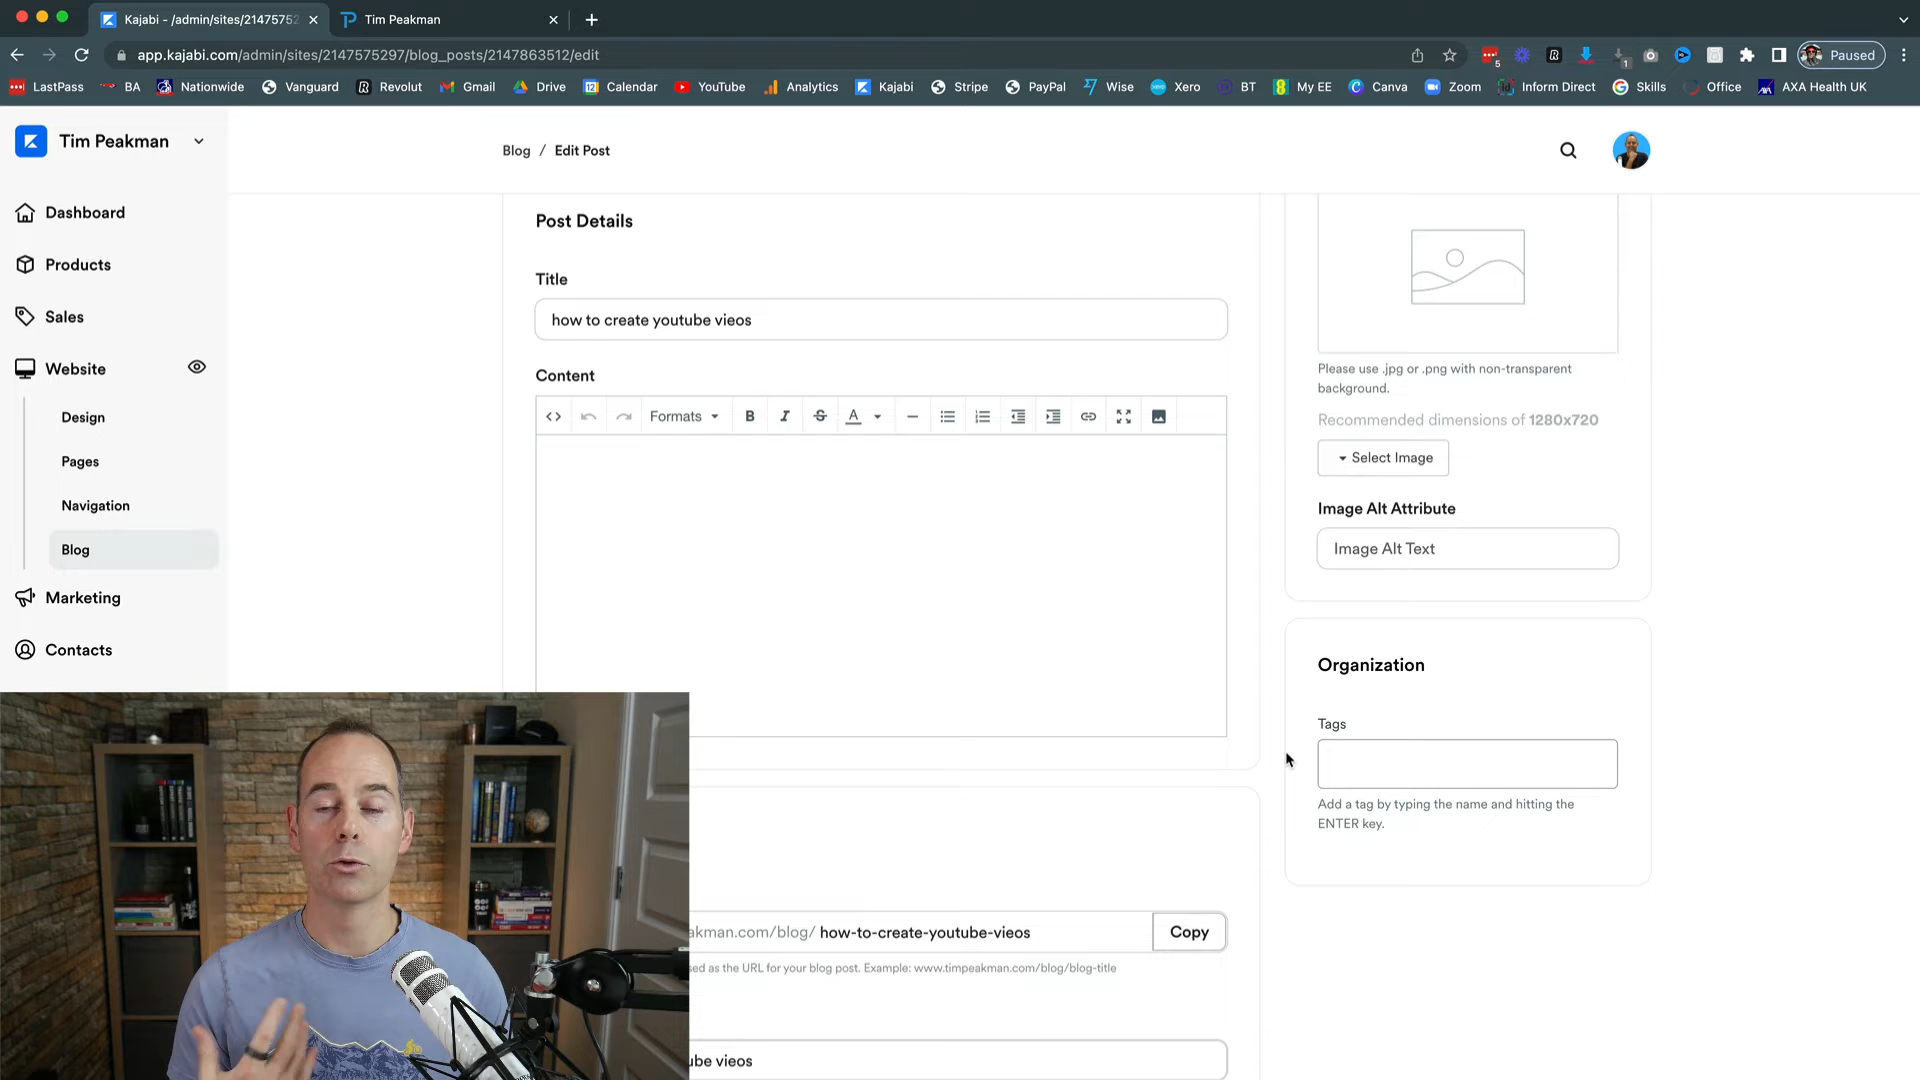 Kajabi - /admin/sites/21475752
Tim Peakman
app.kajabi.com/admin/sites/2147575297/blog_posts/2147863512/edit
5
1
Paused
LastPass
BA
Nationwide
Vanguard
Revolut
Gmail
Drive
Calendar
YouTube
Analytics
Kajabi
Stripe
PayPal
Wise
Xero
BT
My EE
Canva
Zoom
Inform Direct
Skills
Office
AXA Health UK
Tim Peakman
Blog / Edit Post
Dashboard
Products
Sales
Website
Design
Pages
Navigation
Blog
Marketing
Contacts
Post Details
Title
how to create youtube vieos
Content
Formats
Please use .jpg or .png with non-transparent
background.
Recommended dimensions of 1280x720
Select Image
Image Alt Attribute
Image Alt Text
Organization
Tags
Add a tag by typing the name and hitting the
ENTER key.
akman.com/blog/ how-to-create-youtube-vieos
Copy
sed as the URL for your blog post. Example: www.timpeakman.com/blog/blog-title
ube vieos